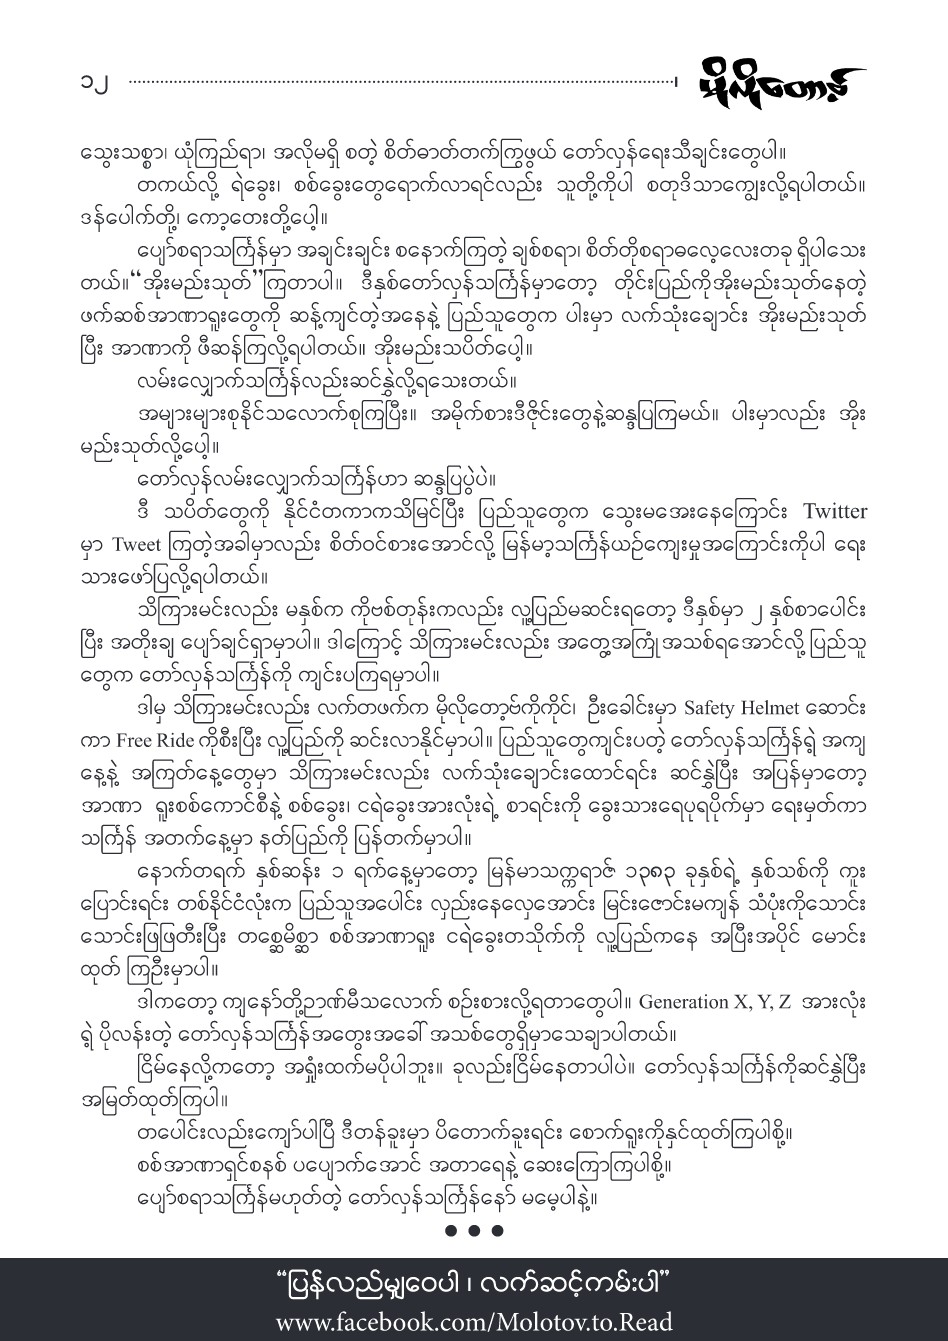 ၁၂
မိုလိုတော့ဗ်
သွေးသစ္စာ၊ ယုံကြည်ရာ၊ အလိုမရှိ စတဲ့ စိတ်ဓာတ်တက်ကြွဖွယ် တော်လှန်ရေးသီချင်းတွေပါ။
တကယ်လို့ ရဲခွေး၊ စစ်ခွေးတွေရောက်လာရင်လည်း သူတို့ကိုပါ စတုဒိသာကျွေးလို့ရပါတယ်။
ဒန်ပေါက်တို့၊ ကော့တေးတို့ပေါ့။
ပျော်စရာသင်္ကြန်မှာ အချင်းချင်း စနောက်ကြတဲ့ ချစ်စရာ၊ စိတ်တိုစရာဓလေ့လေးတခု ရှိပါသေး
တယ်။“အိုးမည်းသုတ်”ကြတာပါ။ ဒီနှစ်တော်လှန်သင်္ကြန်မှာတော့ တိုင်းပြည်ကိုအိုးမည်းသုတ်နေတဲ့
ဖက်ဆစ်အာဏာရူးတွေကို ဆန့်ကျင်တဲ့အနေနဲ့ ပြည်သူတွေက ပါးမှာ လက်သုံးချောင်း အိုးမည်းသုတ်
ပြီး အာဏာကို ဖီဆန်ကြလို့ရပါတယ်။ အိုးမည်းသပိတ်ပေါ့။
လမ်းလျှောက်သင်္ကြန်လည်းဆင်နွှဲလို့ရသေးတယ်။
အများများစုနိုင်သလောက်စုကြပြီး။ အမိုက်စားဒီဇိုင်းတွေနဲ့ဆန္ဒပြကြမယ်။ ပါးမှာလည်း အိုး
မည်းသုတ်လို့ပေါ့။
တော်လှန်လမ်းလျှောက်သင်္ကြန်ဟာ ဆန္ဒပြပွဲပဲ။
ဒီ သပိတ်တွေကို နိုင်ငံတကာကသိမြင်ပြီး ပြည်သူတွေက သွေးမအေးနေကြောင်း Twitter
မှာ Tweet ကြတဲ့အခါမှာလည်း စိတ်ဝင်စားအောင်လို့ မြန်မာ့သင်္ကြန်ယဉ်ကျေးမှုအကြောင်းကိုပါ ရေး
သားဖော်ပြလို့ရပါတယ်။
သိကြားမင်းလည်း မနှစ်က ကိုဗစ်တုန်းကလည်း လူ့ပြည်မဆင်းရတော့ ဒီနှစ်မှာ ၂ နှစ်စာပေါင်း
ပြီး အတိုးချ ပျော်ချင်ရှာမှာပါ။ ဒါကြောင့် သိကြားမင်းလည်း အတွေ့အကြုံအသစ်ရအောင်လို့ ပြည်သူ
တွေက တော်လှန်သင်္ကြန်ကို ကျင်းပကြရမှာပါ။
ဒါမှ သိကြားမင်းလည်း လက်တဖက်က မိုလိုတော့ဗ်ကိုကိုင်၊ ဦးခေါင်းမှာ Safety Helmet ဆောင်း
ကာ Free Ride ကိုစီးပြီး လူ့ပြည်ကို ဆင်းလာနိုင်မှာပါ။ ပြည်သူတွေကျင်းပတဲ့ တော်လှန်သင်္ကြန်ရဲ့ အကျ
နေ့နဲ့ အကြတ်နေ့တွေမှာ သိကြားမင်းလည်း လက်သုံးချောင်းထောင်ရင်း ဆင်နွှဲပြီး အပြန်မှာတော့
အာဏာ ရူးစစ်ကောင်စီနဲ့ စစ်ခွေး၊ ငရဲခွေးအားလုံးရဲ့ စာရင်းကို ခွေးသားရေပုရပိုက်မှာ ရေးမှတ်ကာ
သင်္ကြန် အတက်နေ့မှာ နတ်ပြည်ကို ပြန်တက်မှာပါ။
နောက်တရက် နှစ်ဆန်း ၁ ရက်နေ့မှာတော့ မြန်မာသက္ကရာဇ် ၁၃၈၃ ခုနှစ်ရဲ့ နှစ်သစ်ကို ကူး
ပြောင်းရင်း တစ်နိုင်ငံလုံးက ပြည်သူအပေါင်း လှည်းနေလှေအောင်း မြင်းဇောင်းမကျန် သံပုံးကိုသောင်း
သောင်းဖြဖြတီးပြီး တစ္ဆေမိစ္ဆာ စစ်အာဏာရူး ငရဲခွေးတသိုက်ကို လူ့ပြည်ကနေ အပြီးအပိုင် မောင်း
ထုတ် ကြဦးမှာပါ။
ဒါကတော့ ကျနော်တို့ဉာဏ်မီသလောက် စဉ်းစားလို့ရတာတွေပါ။ Generation X, Y, Z အားလုံး
ရဲ့ ပိုလန်းတဲ့ တော်လှန်သင်္ကြန်အတွေးအခေါ် အသစ်တွေရှိမှာသေချာပါတယ်။
ငြိမ်နေလို့ကတော့ အရှုံးထက်မပိုပါဘူး။ ခုလည်းငြိမ်နေတာပါပဲ။ တော်လှန်သင်္ကြန်ကိုဆင်နွှဲပြီး
အမြတ်ထုတ်ကြပါ။
တပေါင်းလည်းကျော်ပါပြီ ဒီတန်ခူးမှာ ပိတောက်ခူးရင်း စောက်ရူးကိုနှင်ထုတ်ကြပါစို့။
စစ်အာဏာရှင်စနစ် ပပျောက်အောင် အတာရေနဲ့ ဆေးကြောကြပါစို့။
ပျော်စရာသင်္ကြန်မဟုတ်တဲ့ တော်လှန်သင်္ကြန်နော် မမေ့ပါနဲ့။
“ပြန်လည်မျှဝေပါ ၊ လက်ဆင့်ကမ်းပါ”
www.facebook.com/Molotov.to.Read